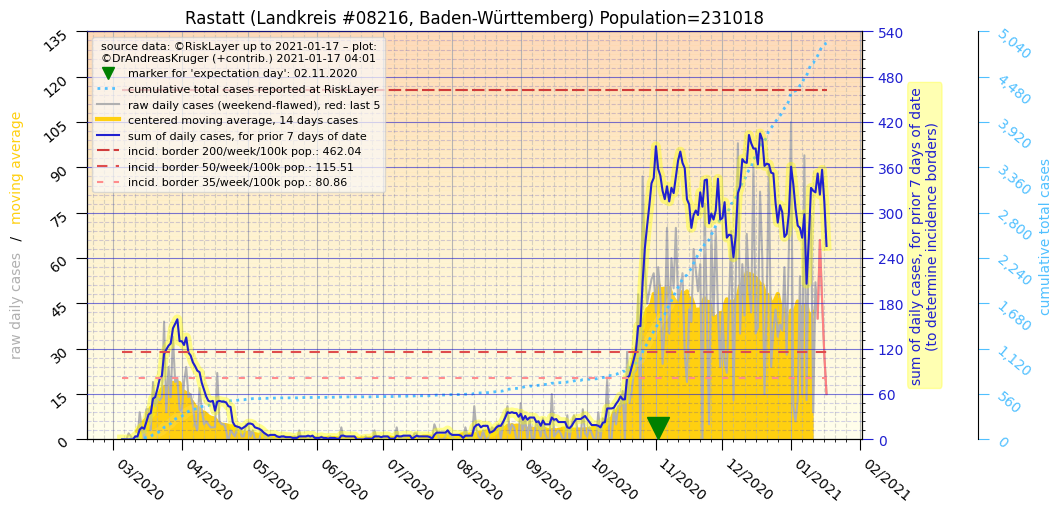 Rastatt (Landkreis #08216, Baden-Württemberg) Population=231018
source data: ©RiskLayer up to 2021-01-17 – plot:
©DrAndreasKruger (+contrib.) 2021-01-17 04:01
marker for 'expectation day': 02.11.2020
cumulative total cases reported at RiskLayer
raw daily cases (weekend-flawed), red: last 5
centered moving average, 14 days cases
sum of daily cases, for prior 7 days of date
incid. border 200/week/100k pop.: 462.04
incid. border 50/week/100k pop.: 115.51
incid. border 35/week/100k pop.: 80.86
raw daily cases / moving average
135
120
105
90
75
60
45
30
15
0
540
480
420
360
300
240
180
120
60
0
sum of daily cases, for prior 7 days of date
(to determine incidence borders)
5,040
4,480
3,920
3,360
2,800
2,240
1,680
1,120
560
0
cumulative total cases
03/2020
04/2020
05/2020
06/2020
07/2020
08/2020
09/2020
10/2020
11/2020
12/2020
01/2021
02/2021